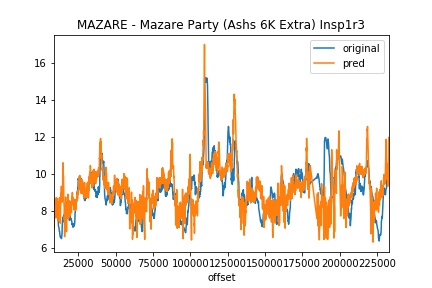 MAZARE - Mazare Party (Ashs 6K Extra) Insp1r3
original
pred
16
14
12
10
8
6
25000 50000 75000 100000 125000 150000 175000 200000 225000
offset